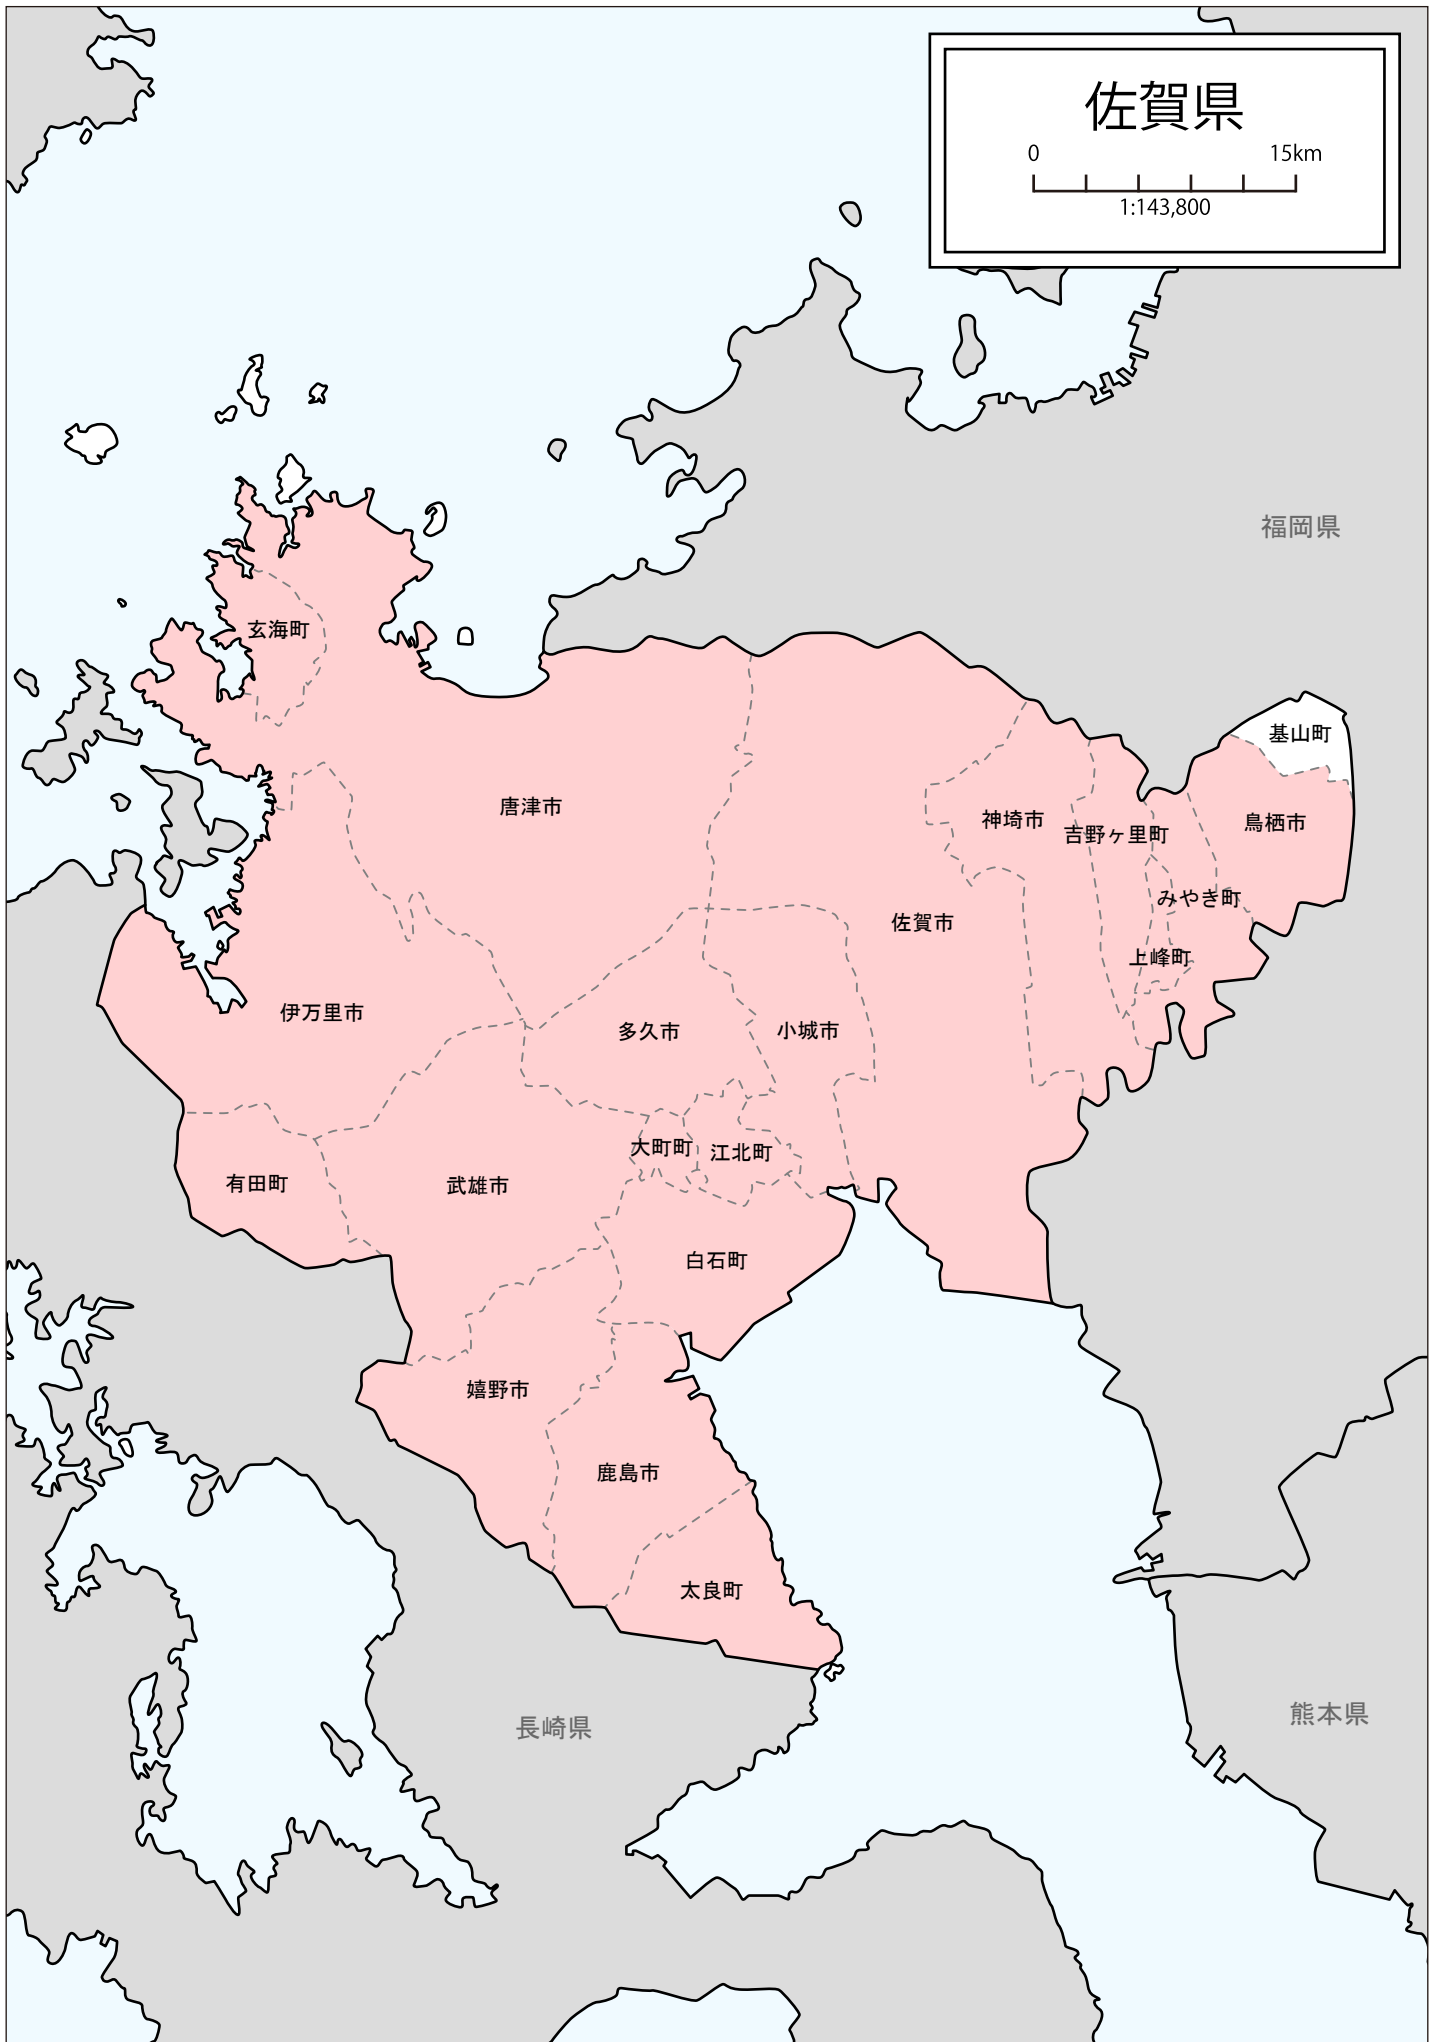 佐賀県
0 15km
1:143,800
福岡県
玄海町
基山町
唐津市
神埼市
鳥栖市
吉野ヶ里町
みやき町
佐賀市
上峰町
伊万里市
多久市
小城市
大町町
江北町
有田町
武雄市
白石町
嬉野市
鹿島市
太良町
長崎県
熊本県